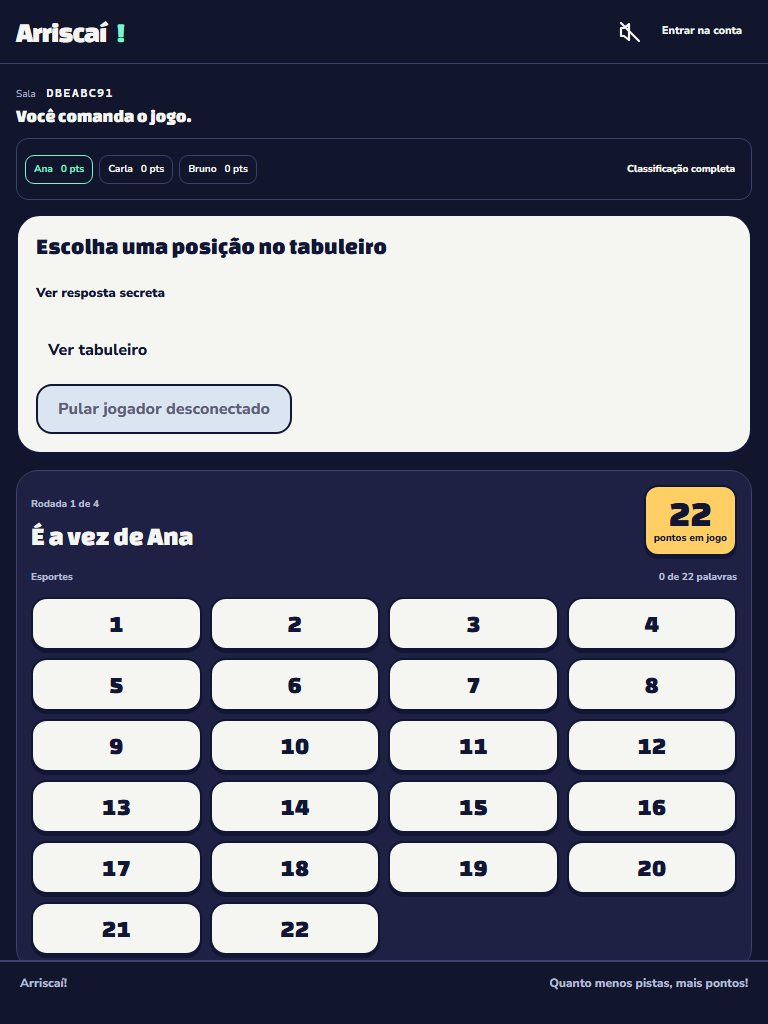 Arriscaí !
Entrar na conta
Sala DBEABC91
Você comanda o jogo.
Ana 0 pts
Carla 0 pts
Bruno 0 pts
Classificação completa
Escolha uma posição no tabuleiro
Ver resposta secreta
Ver tabuleiro
Pular jogador desconectado
Rodada 1 de 4
É a vez de Ana
22
pontos em jogo
Esportes
0 de 22 palavras
1 2 3 4
5 6 7 8
9 10 11 12
13 14 15 16
17 18 19 20
21 22
Arriscaí!
Quanto menos pistas, mais pontos!